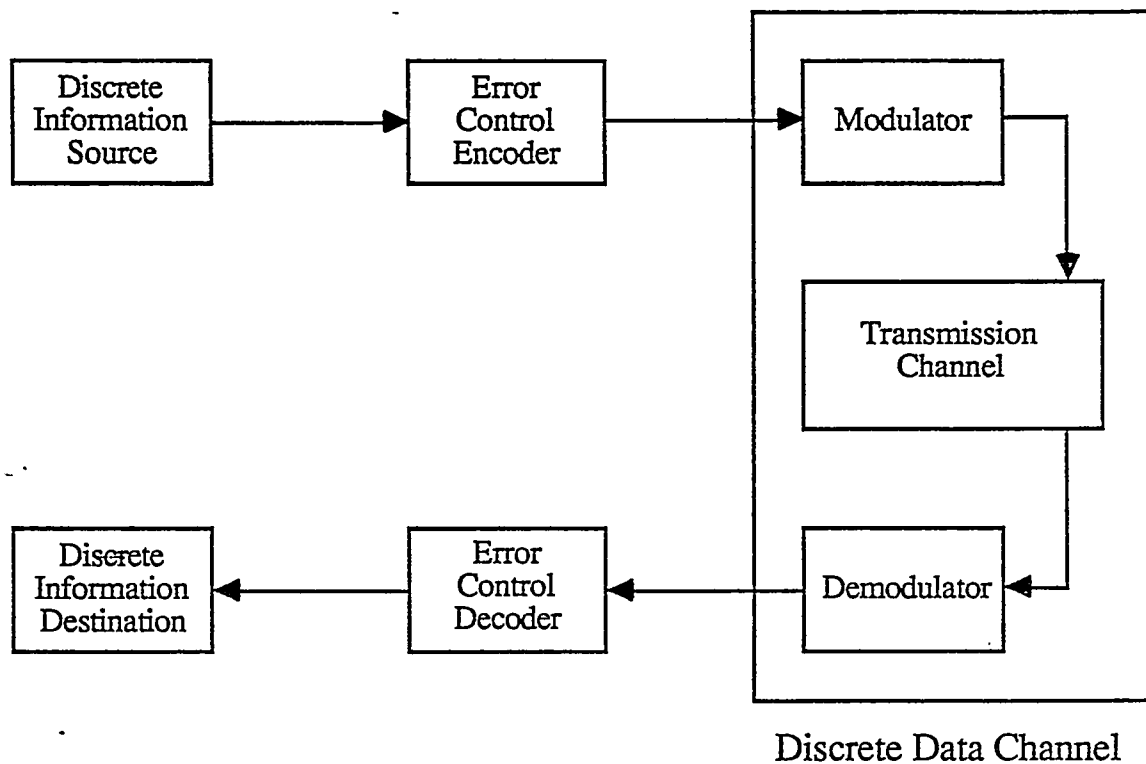 Discrete
Information
Source
Error
Control
Encoder
Modulator
Transmission
Channel
Discrete
Information
Destination
Error
Control
Decoder
Demodulator
Discrete Data Channel